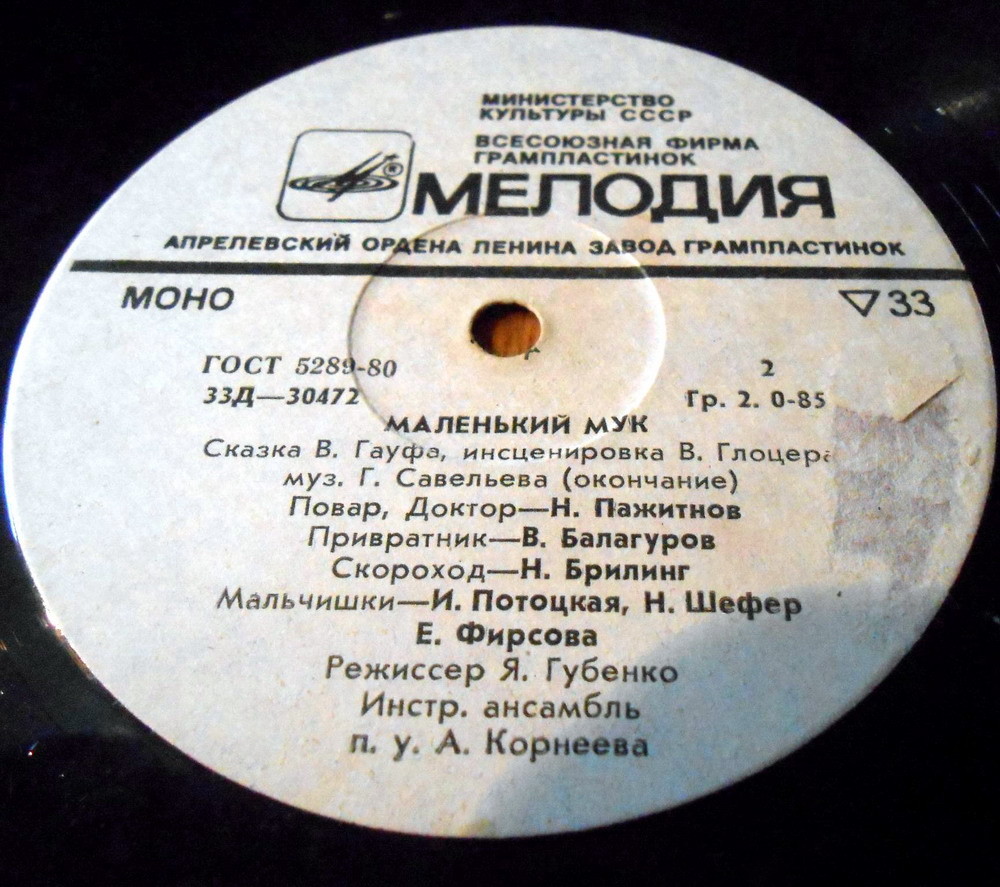 МИНИСТЕРСТВО
КУЛЬТУРЫ СССР
ВСЕСОЮЗНАЯ ФИРМА
ГРАМПЛАСТИНОК
® МЕЛОДИЯ
АПРЕЛЕВСКИЙ ОРДЕНА ЛЕНИНА ЗАВОД ГРАМПЛАСТИНОК
МОНО ▽33
ГОСТ 5289-80 2
33Д—30472 Гр. 2. 0-85
МАЛЕНЬКИЙ МУК
Сказка В. Гауфа, инсценировка В. Глоцера
муз. Г. Савельева (окончание)
Повар, Доктор—Н. Пажитнов
Привратник—В. Балагуров
Скороход—Н. Брилинг
Мальчишки—И. Потоцкая, Н. Шефер
Е. Фирсова
Режиссер Я. Губенко
Инстр. ансамбль
п. у. А. Корнеева